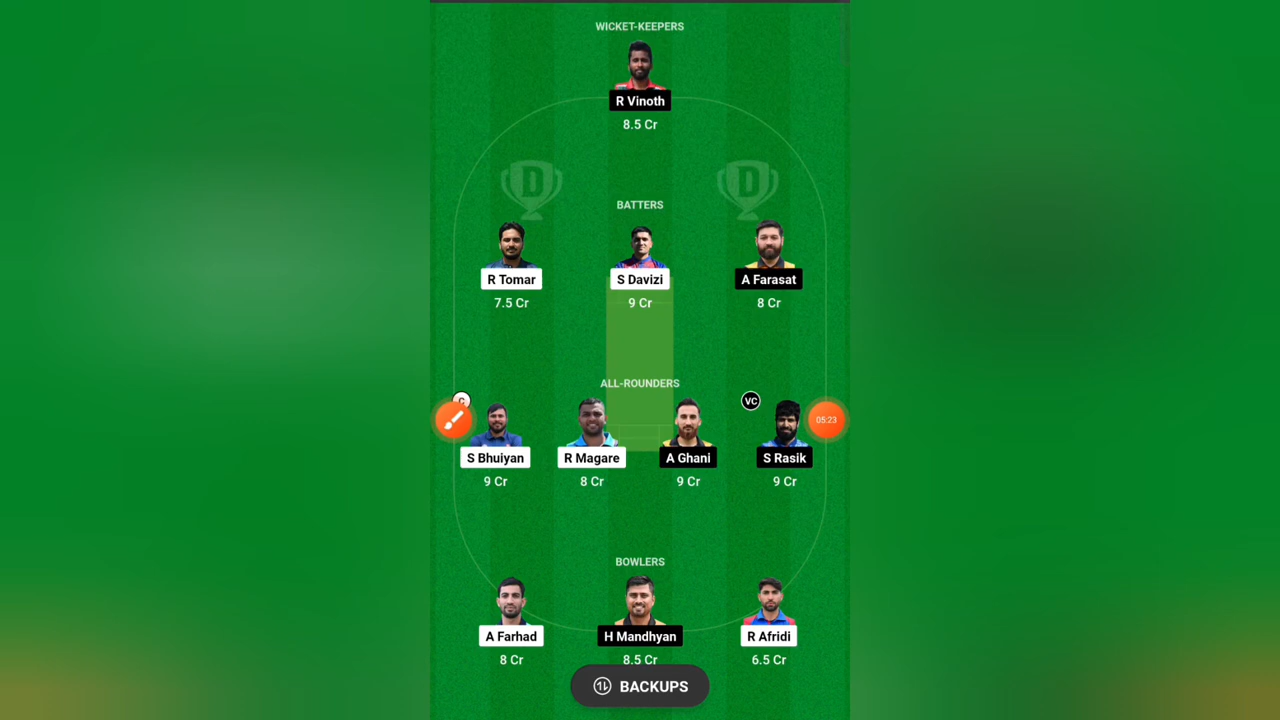 WICKET-KEEPERS
R Vinoth
8.5 Cr
D D
BATTERS
R Tomar S Davizi A Farasat
7.5 Cr 9 Cr 8 Cr
ALL-ROUNDERS
C VC
05:23
S Bhuiyan R Magare A Ghani S Rasik
9 Cr 8 Cr 9 Cr 9 Cr
BOWLERS
A Farhad H Mandhyan R Afridi
8 Cr 8.5 Cr 6.5 Cr
BACKUPS